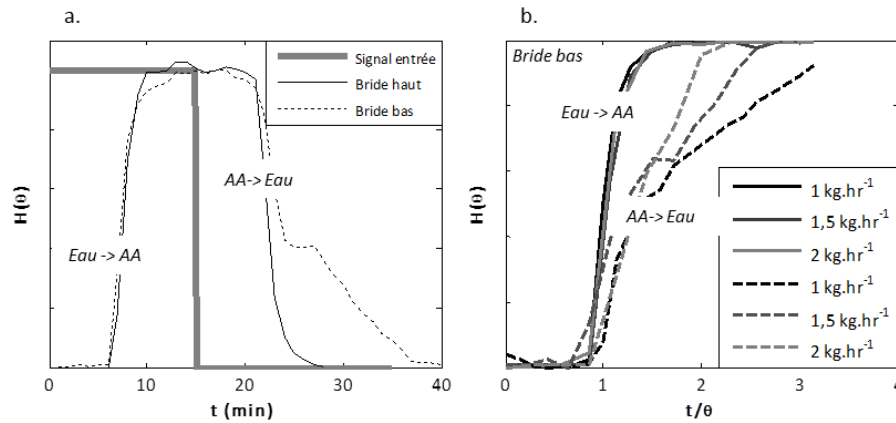 a.
H(θ)
Signal entrée
Bride haut
Bride bas
AA-> Eau
Eau -> AA
0
10
20
30
40
t (min)
b.
H(θ)
Bride bas
Eau -> AA
AA-> Eau
1 kg.hr⁻¹
1,5 kg.hr⁻¹
2 kg.hr⁻¹
1 kg.hr⁻¹
1,5 kg.hr⁻¹
2 kg.hr⁻¹
0
1
2
3
4
t/θ